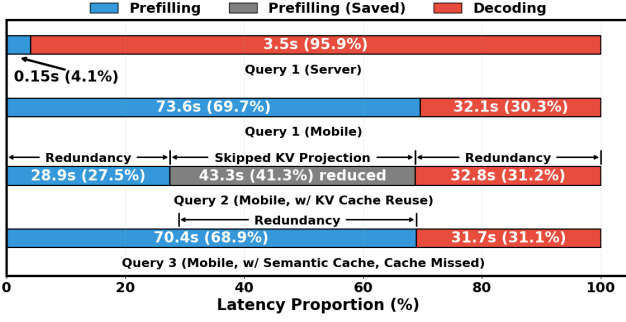 Prefilling Prefilling (Saved) Decoding
3.5s (95.9%)
0.15s (4.1%)
Query 1 (Server)
73.6s (69.7%) 32.1s (30.3%)
Query 1 (Mobile)
Redundancy Skipped KV Projection Redundancy
28.9s (27.5%) 43.3s (41.3%) reduced 32.8s (31.2%)
Query 2 (Mobile, w/ KV Cache Reuse)
Redundancy
70.4s (68.9%) 31.7s (31.1%)
Query 3 (Mobile, w/ Semantic Cache, Cache Missed)
0 20 40 60 80 100
Latency Proportion (%)